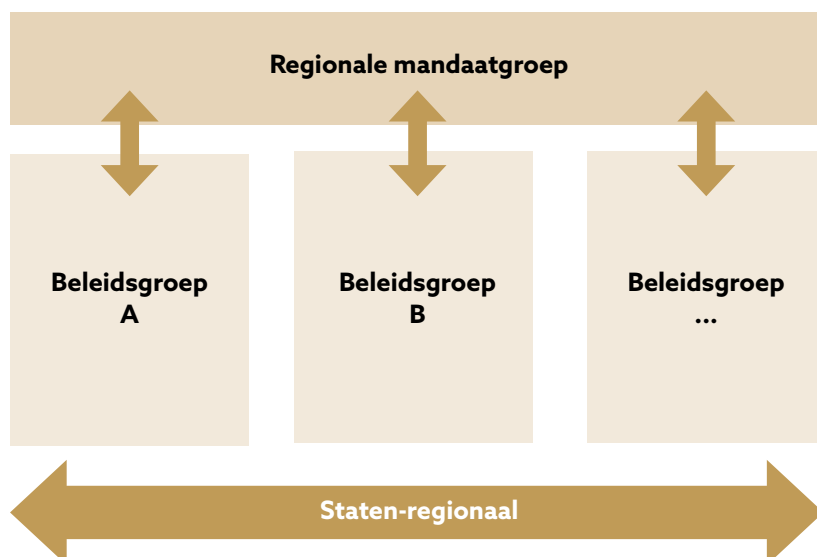 Regionale mandaatgroep
Beleidsgroep
A
Beleidsgroep
B
Beleidsgroep
...
Staten-regionaal